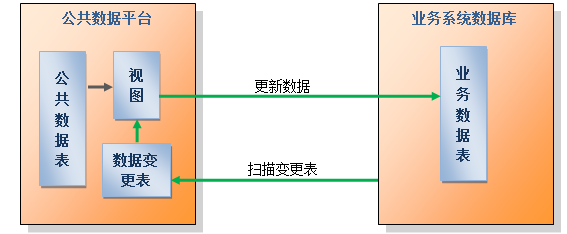 公共数据平台
业务系统数据库
公
共
数
据
表
视
图
数据变
更表
更新数据
扫描变更表
业
务
数
据
表